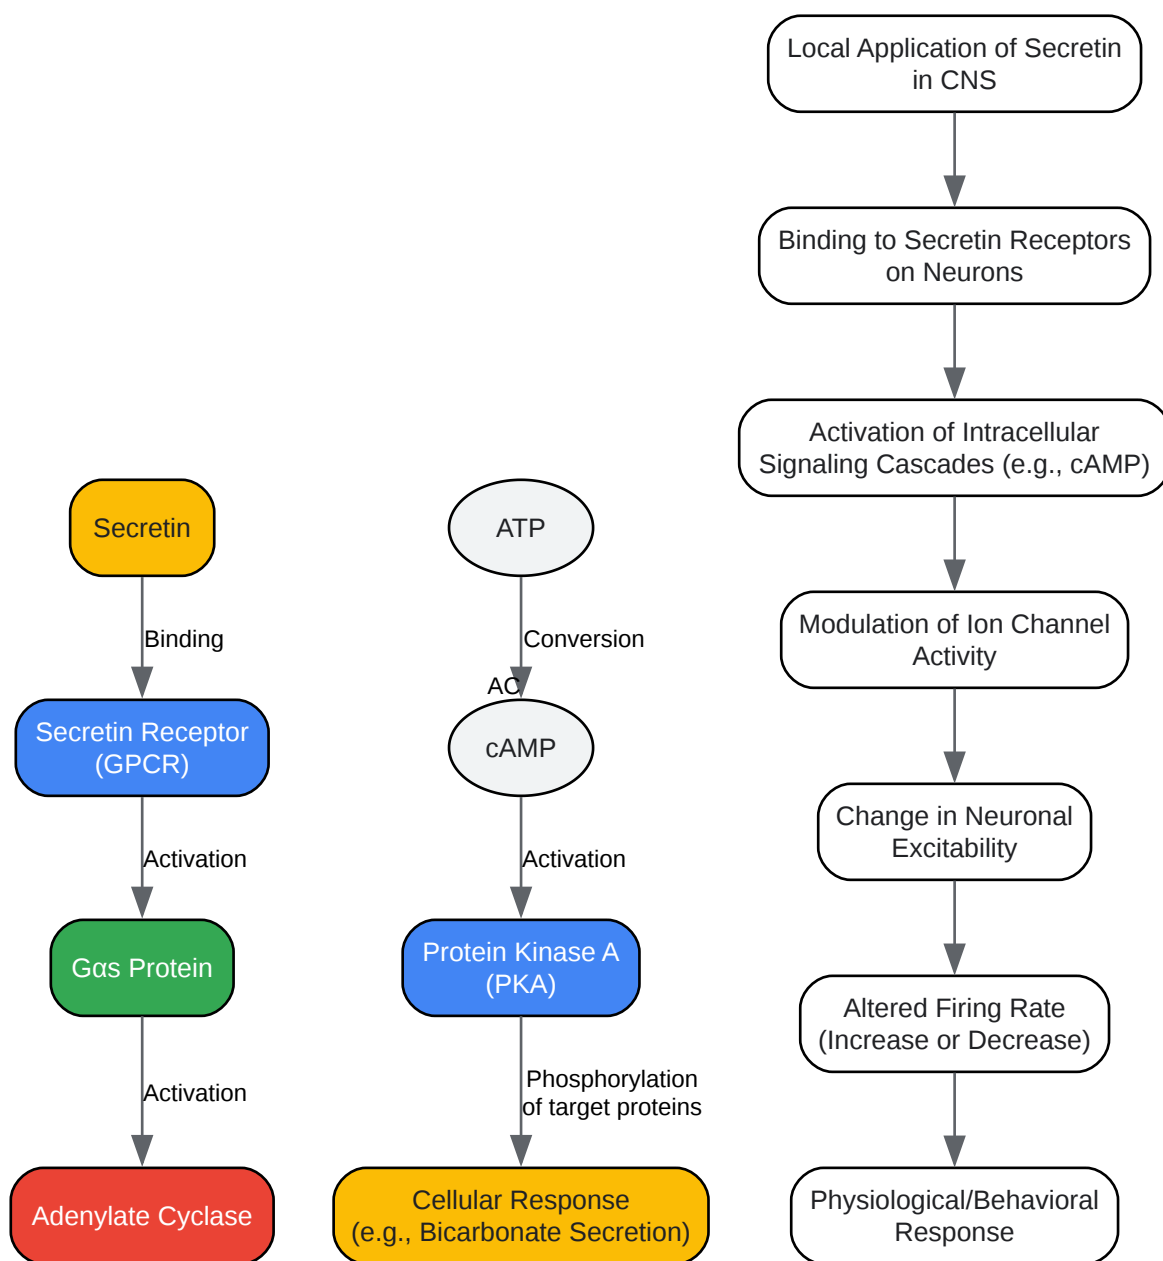 Secretin
Binding
Secretin Receptor
(GPCR)
Activation
Gαs Protein
Activation
Adenylate Cyclase
ATP
Conversion
AC
cAMP
Activation
Protein Kinase A
(PKA)
Phosphorylation
of target proteins
Cellular Response
(e.g., Bicarbonate Secretion)
Local Application of Secretin
in CNS
Binding to Secretin Receptors
on Neurons
Activation of Intracellular
Signaling Cascades (e.g., cAMP)
Modulation of Ion Channel
Activity
Change in Neuronal
Excitability
Altered Firing Rate
(Increase or Decrease)
Physiological/Behavioral
Response